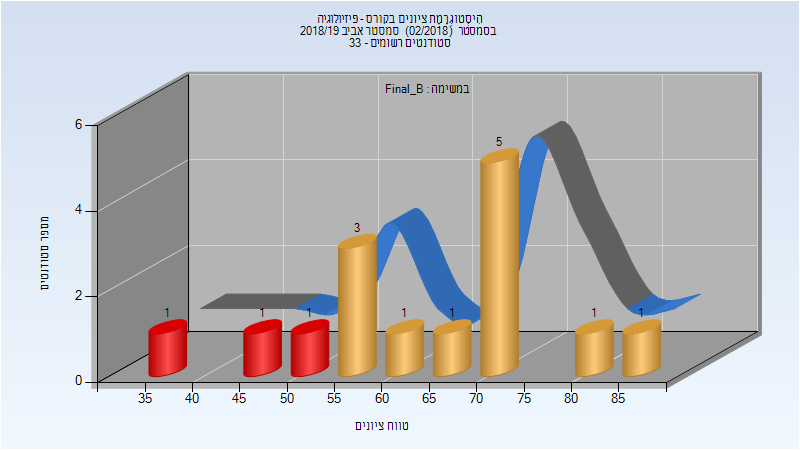 היסטוגרמת ציונים בקורס - פיזיולוגיה
בסמסטר (02/2018) סמסטר אביב 2018/19
סטודנטים רשומים - 33
במשימה : Final_B
מספר סטודנטים
6
4
2
0
1
1
1
3
1
1
5
1
1
35 40 45 50 55 60 65 70 75 80 85
טווח ציונים